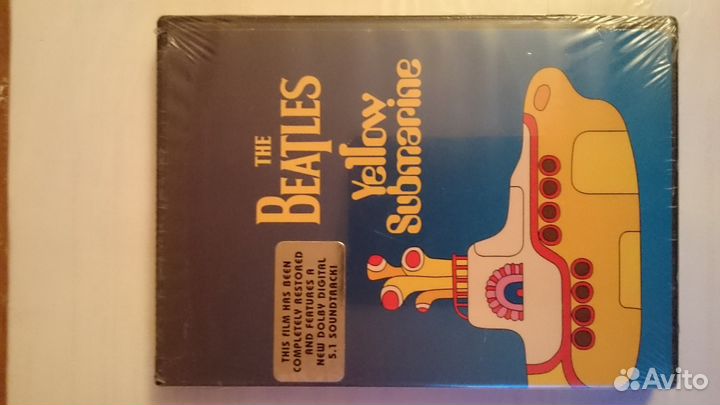 THE
BEATLES
Yellow
Submarine
THIS FILM HAS BEEN
COMPLETELY RESTORED
AND FEATURES A
NEW DOLBY DIGITAL
5.1 SOUNDTRACK!
Avito